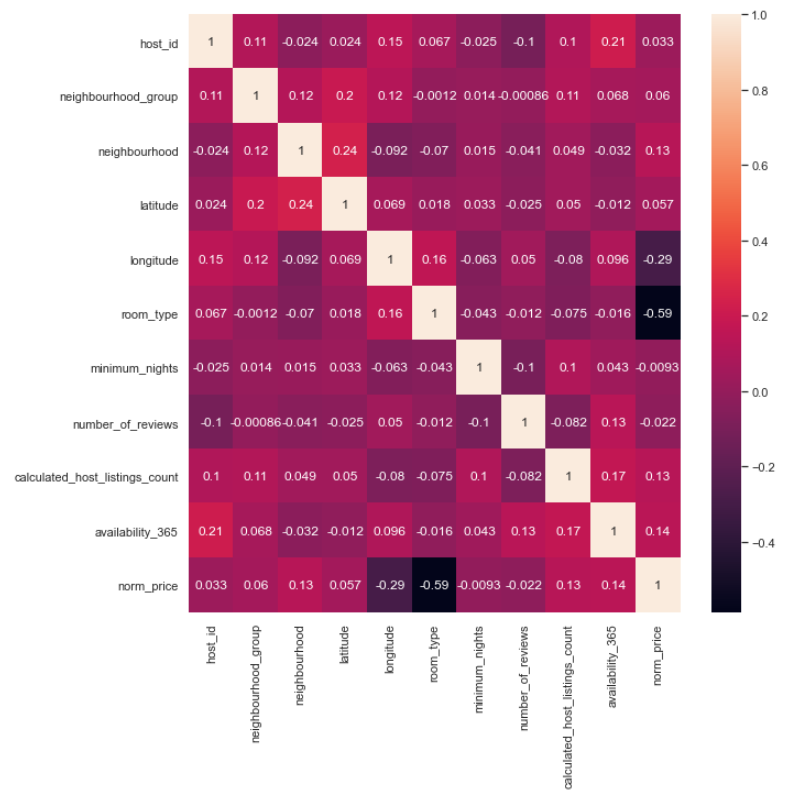 host_id 1 0.11 -0.024 0.024 0.15 0.067 -0.025 -0.1 0.1 0.21 0.033
neighbourhood_group 0.11 1 0.12 0.2 0.12 -0.0012 0.014 -0.00086 0.11 0.068 0.06
neighbourhood -0.024 0.12 1 0.24 -0.092 -0.07 0.015 -0.041 0.049 -0.032 0.13
latitude 0.024 0.2 0.24 1 0.069 0.018 0.033 -0.025 0.05 -0.012 0.057
longitude 0.15 0.12 -0.092 0.069 1 0.16 -0.063 0.05 -0.08 0.096 -0.29
room_type 0.067 -0.0012 -0.07 0.018 0.16 1 -0.043 -0.012 -0.075 -0.016 -0.59
minimum_nights -0.025 0.014 0.015 0.033 -0.063 -0.043 1 -0.1 0.1 0.043 -0.0093
number_of_reviews -0.1 -0.00086 -0.041 -0.025 0.05 -0.012 -0.1 1 -0.082 0.13 -0.022
calculated_host_listings_count 0.1 0.11 0.049 0.05 -0.08 -0.075 0.1 -0.082 1 0.17 0.13
availability_365 0.21 0.068 -0.032 -0.012 0.096 -0.016 0.043 0.13 0.17 1 0.14
norm_price 0.033 0.06 0.13 0.057 -0.29 -0.59 -0.0093 -0.022 0.13 0.14 1
host_id
neighbourhood_group
neighbourhood
latitude
longitude
room_type
minimum_nights
number_of_reviews
calculated_host_listings_count
availability_365
norm_price
1.0
0.8
0.6
0.4
0.2
0.0
−0.2
−0.4